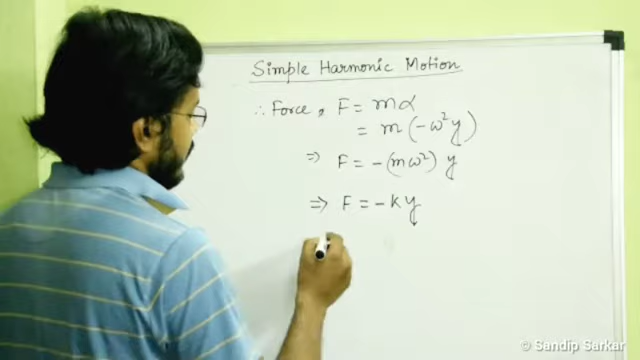 Simple Harmonic Motion
∴ Force, F = mα
= m (-ω²y)
⇒ F = -(mω²) y
⇒ F = -ky
© Sandip Sarkar